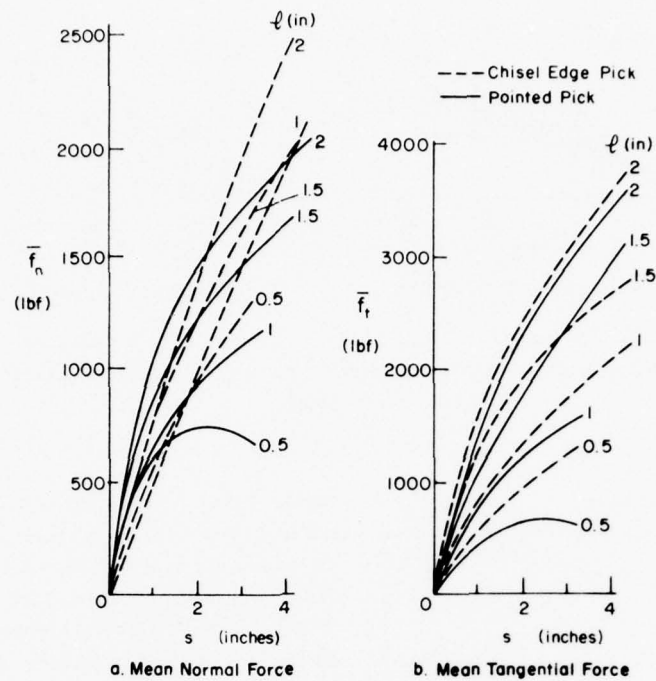 ℓ (in)
2500
2
--- Chisel Edge Pick
— Pointed Pick
1
2
2000
1.5
1.5
f̄n
(lbf)
1500
0.5
1
1000
0.5
500
0
0 2 4
s (inches)
a. Mean Normal Force
4000
ℓ (in)
2
2
1.5
3000
1.5
f̄t
(lbf)
2000
1
1
0.5
1000
0.5
0
0 2 4
s (inches)
b. Mean Tangential Force